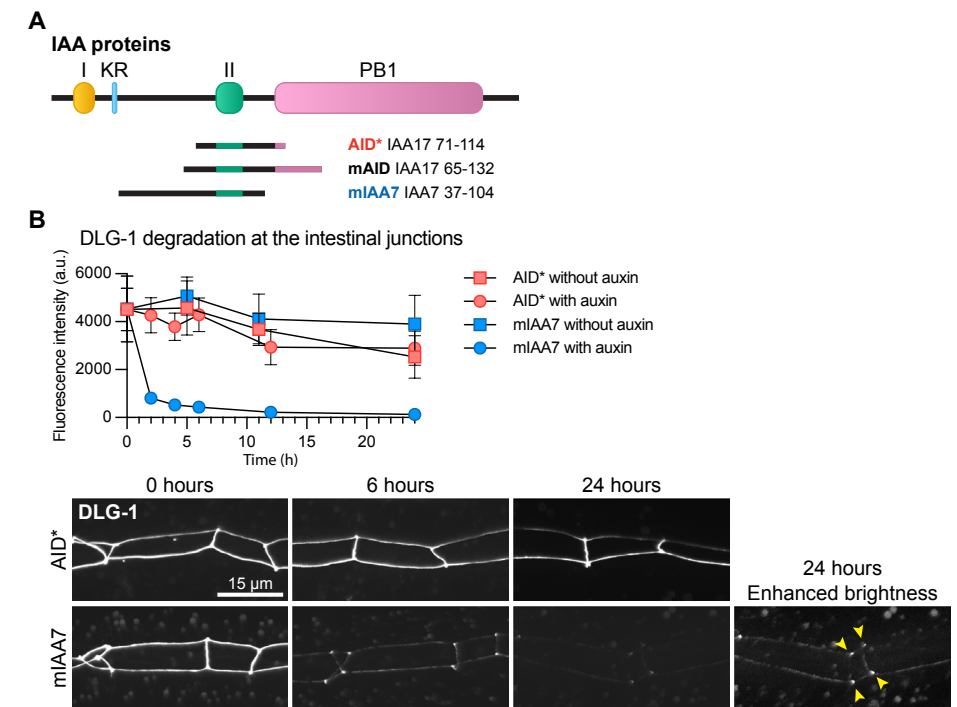 A
IAA proteins
I KR II PB1
AID* IAA17 71-114
mAID IAA17 65-132
mIAA7 IAA7 37-104
B
DLG-1 degradation at the intestinal junctions
Fluorescence intensity (a.u.)
6000
4000
2000
0
0 5 10 15 20
Time (h)
AID* without auxin
AID* with auxin
mIAA7 without auxin
mIAA7 with auxin
0 hours 6 hours 24 hours
AID*
DLG-1
15 µm
24 hours
Enhanced brightness
mIAA7